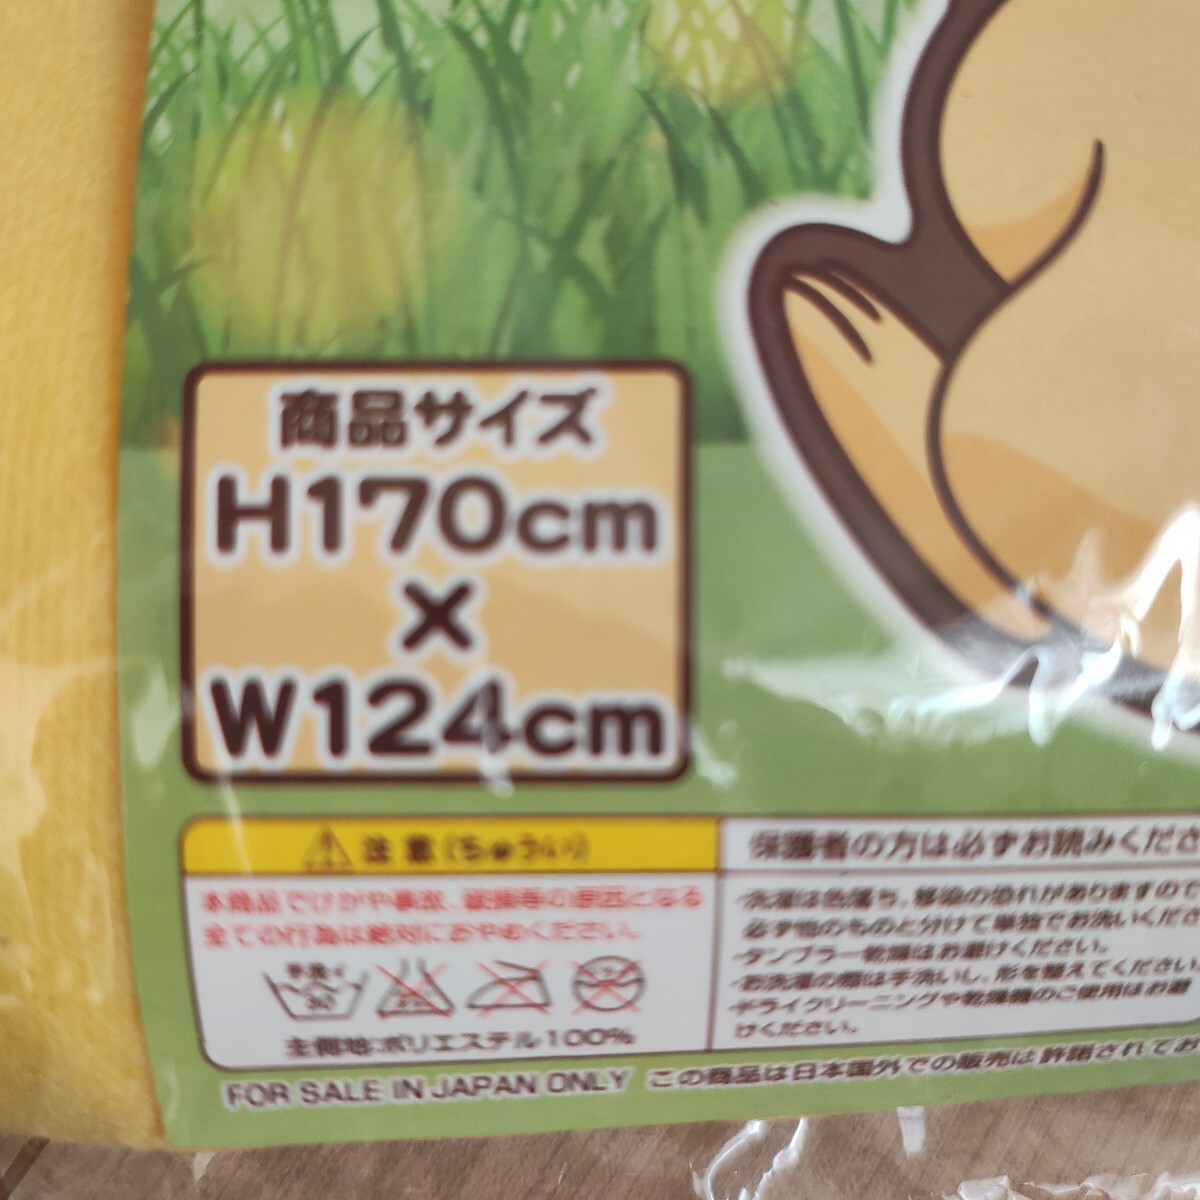 商品サイズ
H170cm
×
W124cm
注意(ちゅうい)
本商品でけがや事故、破損等の原因となる
全ての行為は絶対におやめください。
手洗イ
30
主側地:ポリエステル100%
保護者の方は必ずお読みくださ
・洗濯は色落ち、移染の恐れがありますので
必ず他のものと分けて単独でお洗いくださ
・タンブラー乾燥はお避けください。
・お洗濯の際は手洗いし、形を整えてください。
・ドライクリーニングや乾燥機のご使用はお避
けください。
FOR SALE IN JAPAN ONLY この商品は日本国外での販売は許諾されてお